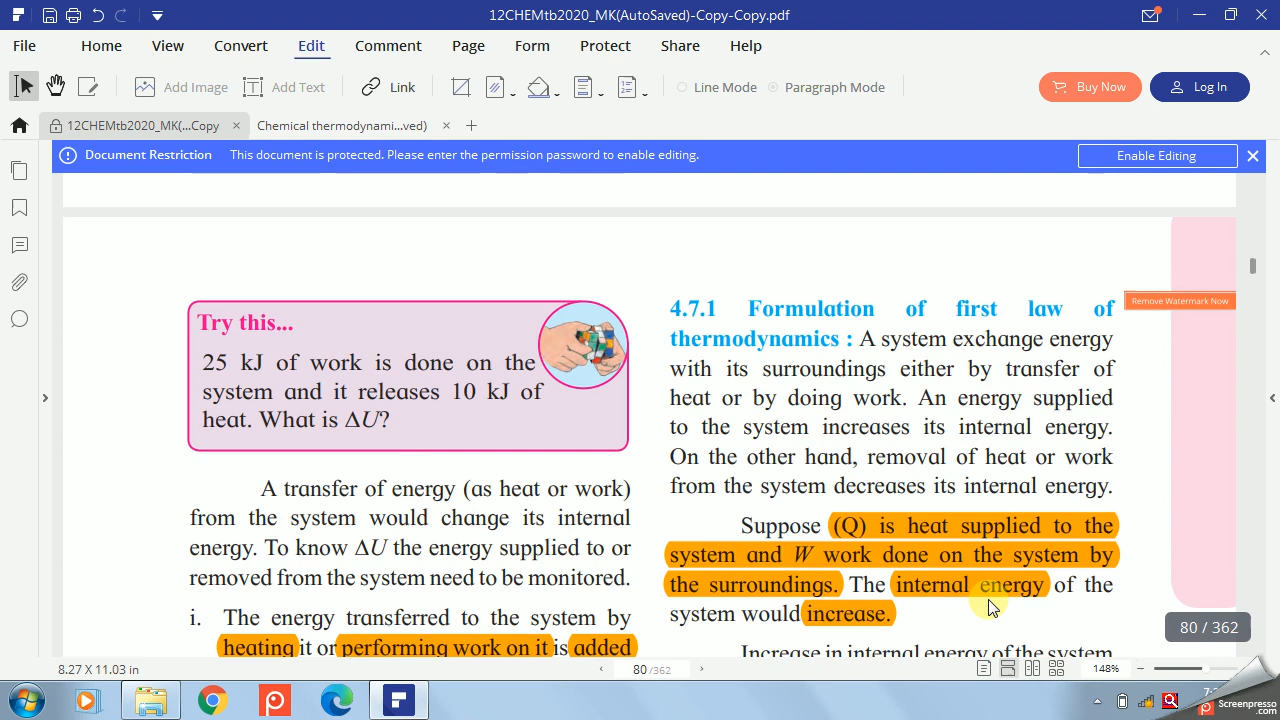 12CHEMtb2020_MK(AutoSaved)-Copy-Copy.pdf
File Home View Convert Edit Comment Page Form Protect Share Help
Add Image Add Text Link Line Mode Paragraph Mode Buy Now Log In
12CHEMtb2020_MK(...Copy × Chemical thermodynami...ved) × +
Document Restriction This document is protected. Please enter the permission password to enable editing. Enable Editing
Try this...
25 kJ of work is done on the
system and it releases 10 kJ of
heat. What is ΔU?
A transfer of energy (as heat or work)
from the system would change its internal
energy. To know ΔU the energy supplied to or
removed from the system need to be monitored.
i. The energy transferred to the system by
heating it or performing work on it is added
4.7.1 Formulation of first law of
thermodynamics : A system exchange energy
with its surroundings either by transfer of
heat or by doing work. An energy supplied
to the system increases its internal energy.
On the other hand, removal of heat or work
from the system decreases its internal energy.
Suppose (Q) is heat supplied to the
system and W work done on the system by
the surroundings. The internal energy of the
system would increase.
Increase in internal energy of the system
Remove Watermark Now
80 / 362
8.27 X 11.03 in 80 /362 148%
Screenpresso
.com